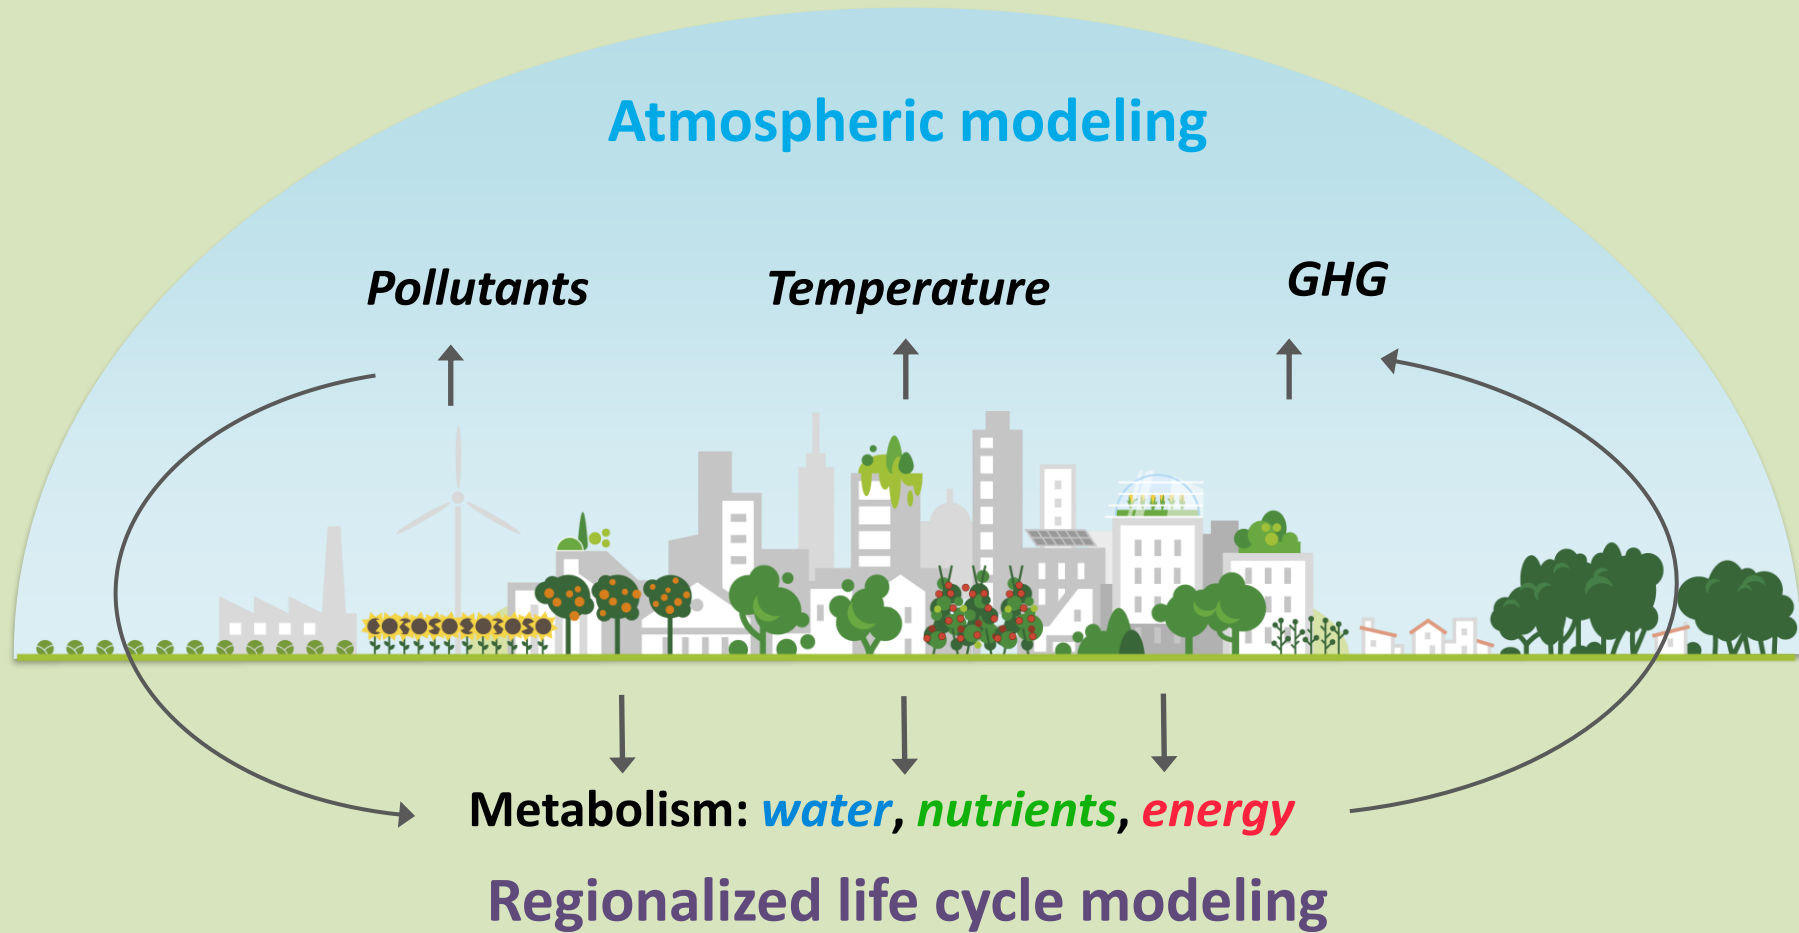 Atmospheric modeling
Pollutants
Temperature
GHG
Metabolism: water, nutrients, energy
Regionalized life cycle modeling